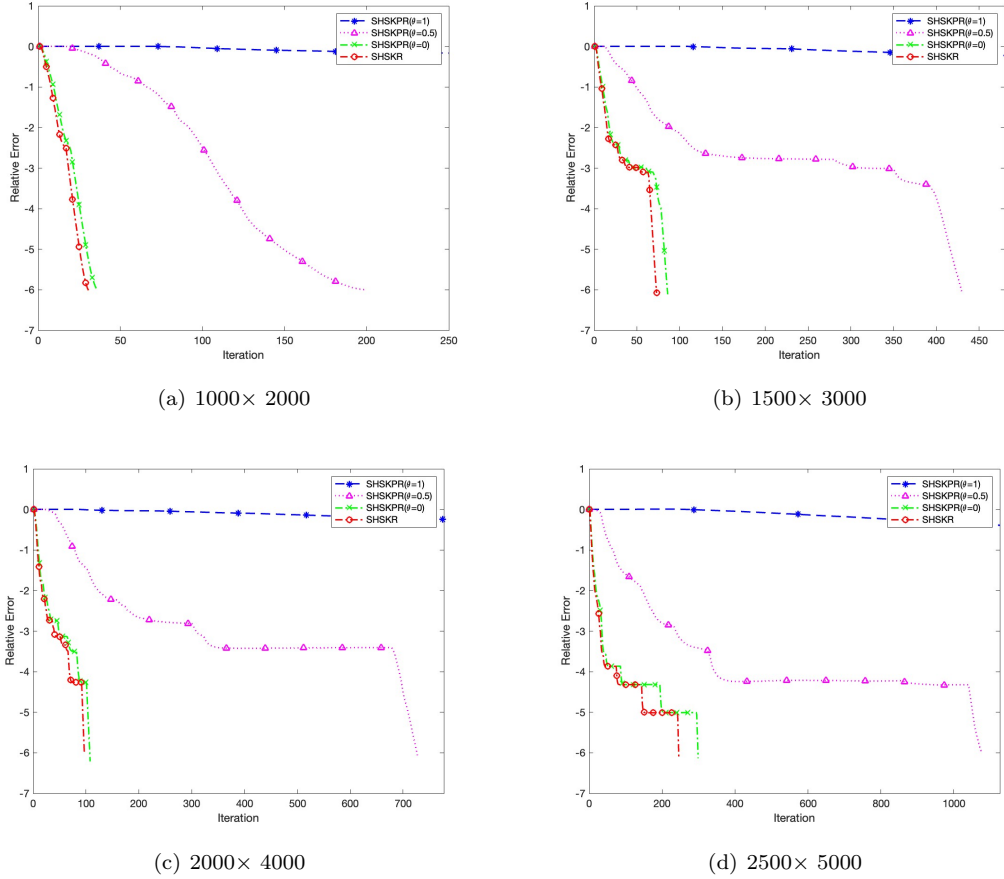 1
0
-1
-2
-3
-4
-5
-6
-7
Relative Error
0
50
100
150
200
250
Iteration
SHSKPR(θ=1)
SHSKPR(θ=0.5)
SHSKPR(θ=0)
SHSKR
(a) 1000× 2000
1
0
-1
-2
-3
-4
-5
-6
-7
Relative Error
0
50
100
150
200
250
300
350
400
450
Iteration
SHSKPR(θ=1)
SHSKPR(θ=0.5)
SHSKPR(θ=0)
SHSKR
(b) 1500× 3000
1
0
-1
-2
-3
-4
-5
-6
-7
Relative Error
0
100
200
300
400
500
600
700
Iteration
SHSKPR(θ=1)
SHSKPR(θ=0.5)
SHSKPR(θ=0)
SHSKR
(c) 2000× 4000
1
0
-1
-2
-3
-4
-5
-6
-7
Relative Error
0
200
400
600
800
1000
Iteration
SHSKPR(θ=1)
SHSKPR(θ=0.5)
SHSKPR(θ=0)
SHSKR
(d) 2500× 5000